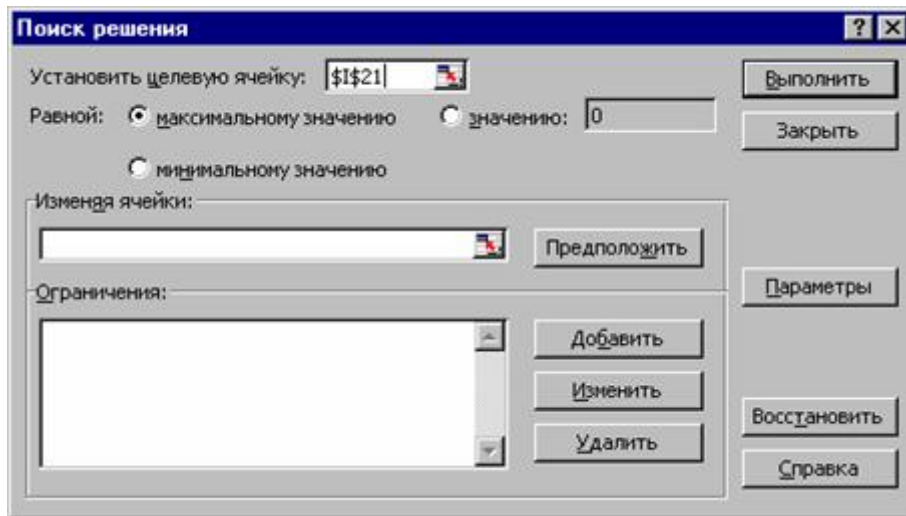 Поиск решения
Установить целевую ячейку: $I$21
Выполнить
Равной: максимальному значению значению: 0
Закрыть
минимальному значению
Изменяя ячейки:
Предположить
Параметры
Ограничения:
Добавить
Изменить
Удалить
Восстановить
Справка